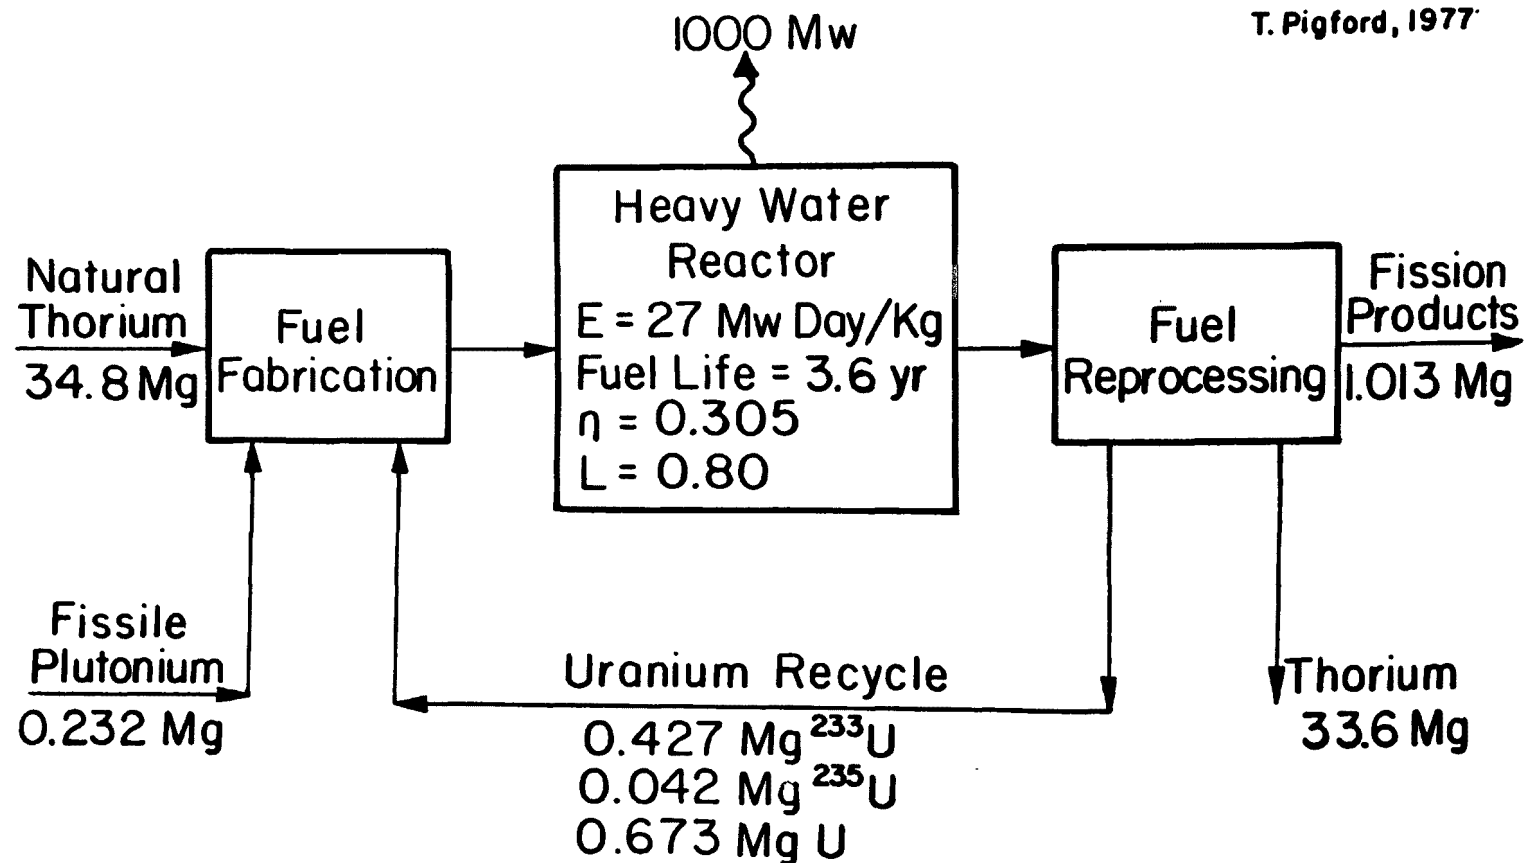 T. Pigford, 1977
1000 Mw
Heavy Water
Reactor
E = 27 Mw Day/Kg
Fuel Life = 3.6 yr
η = 0.305
L = 0.80
Natural
Thorium
34.8 Mg
Fuel
Fabrication
Fuel
Reprocessing
Fission
Products
1.013 Mg
Fissile
Plutonium
0.232 Mg
Uranium Recycle
0.427 Mg ²³³U
0.042 Mg ²³⁵U
0.673 Mg U
Thorium
33.6 Mg